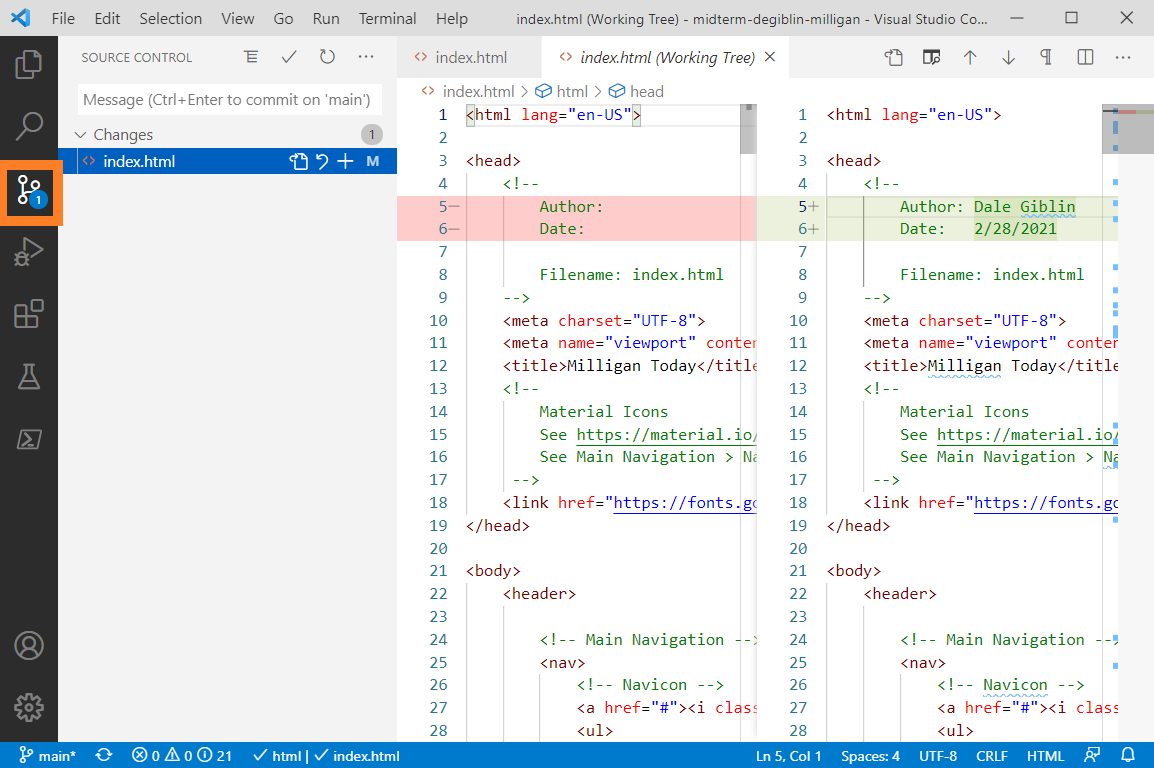 File Edit Selection View Go Run Terminal Help index.html (Working Tree) - midterm-degiblin-milligan - Visual Studio Co...
SOURCE CONTROL
index.html index.html (Working Tree)
Message (Ctrl+Enter to commit on 'main')
index.html > html > head
Changes 1
index.html M
1
1 <html lang="en-US">
2
3 <head>
4 <!--
5− Author:
6− Date:
7
8 Filename: index.html
9 -->
10 <meta charset="UTF-8">
11 <meta name="viewport" conter
12 <title>Milligan Today</title
13 <!--
14 Material Icons
15 See https://material.io/
16 See Main Navigation > Na
17 -->
18 <link href="https://fonts.go
19 </head>
20
21 <body>
22 <header>
23
24 <!-- Main Navigation -->
25 <nav>
26 <!-- Navicon -->
27 <a href="#"><i class
28 <ul>
1 <html lang="en-US">
2
3 <head>
4 <!--
5+ Author: Dale Giblin
6+ Date: 2/28/2021
7
8 Filename: index.html
9 -->
10 <meta charset="UTF-8">
11 <meta name="viewport" conter
12 <title>Milligan Today</title
13 <!--
14 Material Icons
15 See https://material.io/
16 See Main Navigation > Na
17 -->
18 <link href="https://fonts.go
19 </head>
20
21 <body>
22 <header>
23
24 <!-- Main Navigation -->
25 <nav>
26 <!-- Navicon -->
27 <a href="#"><i class
28 <ul>
main* 0 0 21 html | index.html Ln 5, Col 1 Spaces: 4 UTF-8 CRLF HTML